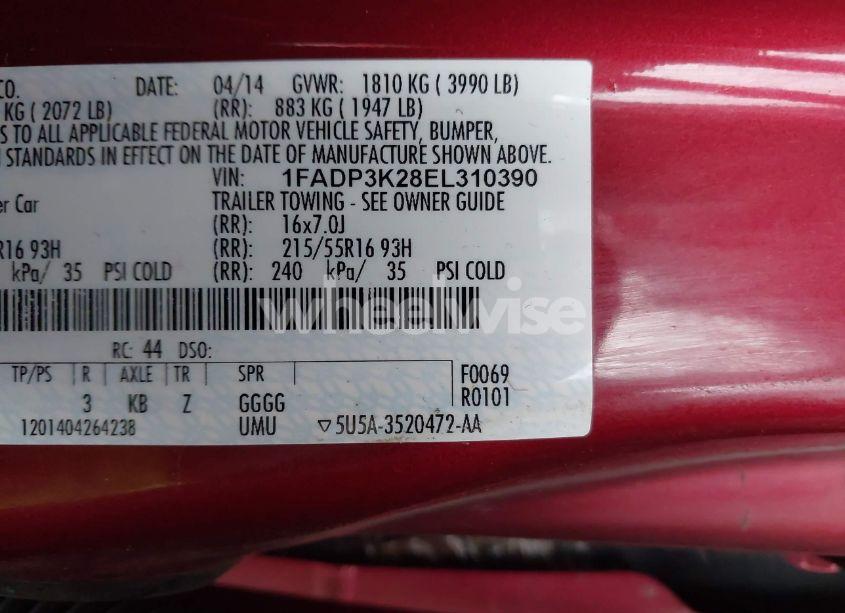 CO. DATE: 04/14 GVWR: 1810 KG ( 3990 LB)
KG ( 2072 LB) (RR): 883 KG ( 1947 LB)
S TO ALL APPLICABLE FEDERAL MOTOR VEHICLE SAFETY, BUMPER,
STANDARDS IN EFFECT ON THE DATE OF MANUFACTURE SHOWN ABOVE.
VIN: 1FADP3K28EL310390
er Car TRAILER TOWING - SEE OWNER GUIDE
(RR): 16x7.0J
R16 93H (RR): 215/55R16 93H
kPa/ 35 PSI COLD (RR): 240 kPa/ 35 PSI COLD
wheelwise
RC: 44 DSO:
TP/PS R AXLE TR SPR F0069
3 KB Z GGGG R0101
1201404264238 UMU ▽5U5A-3520472-AA